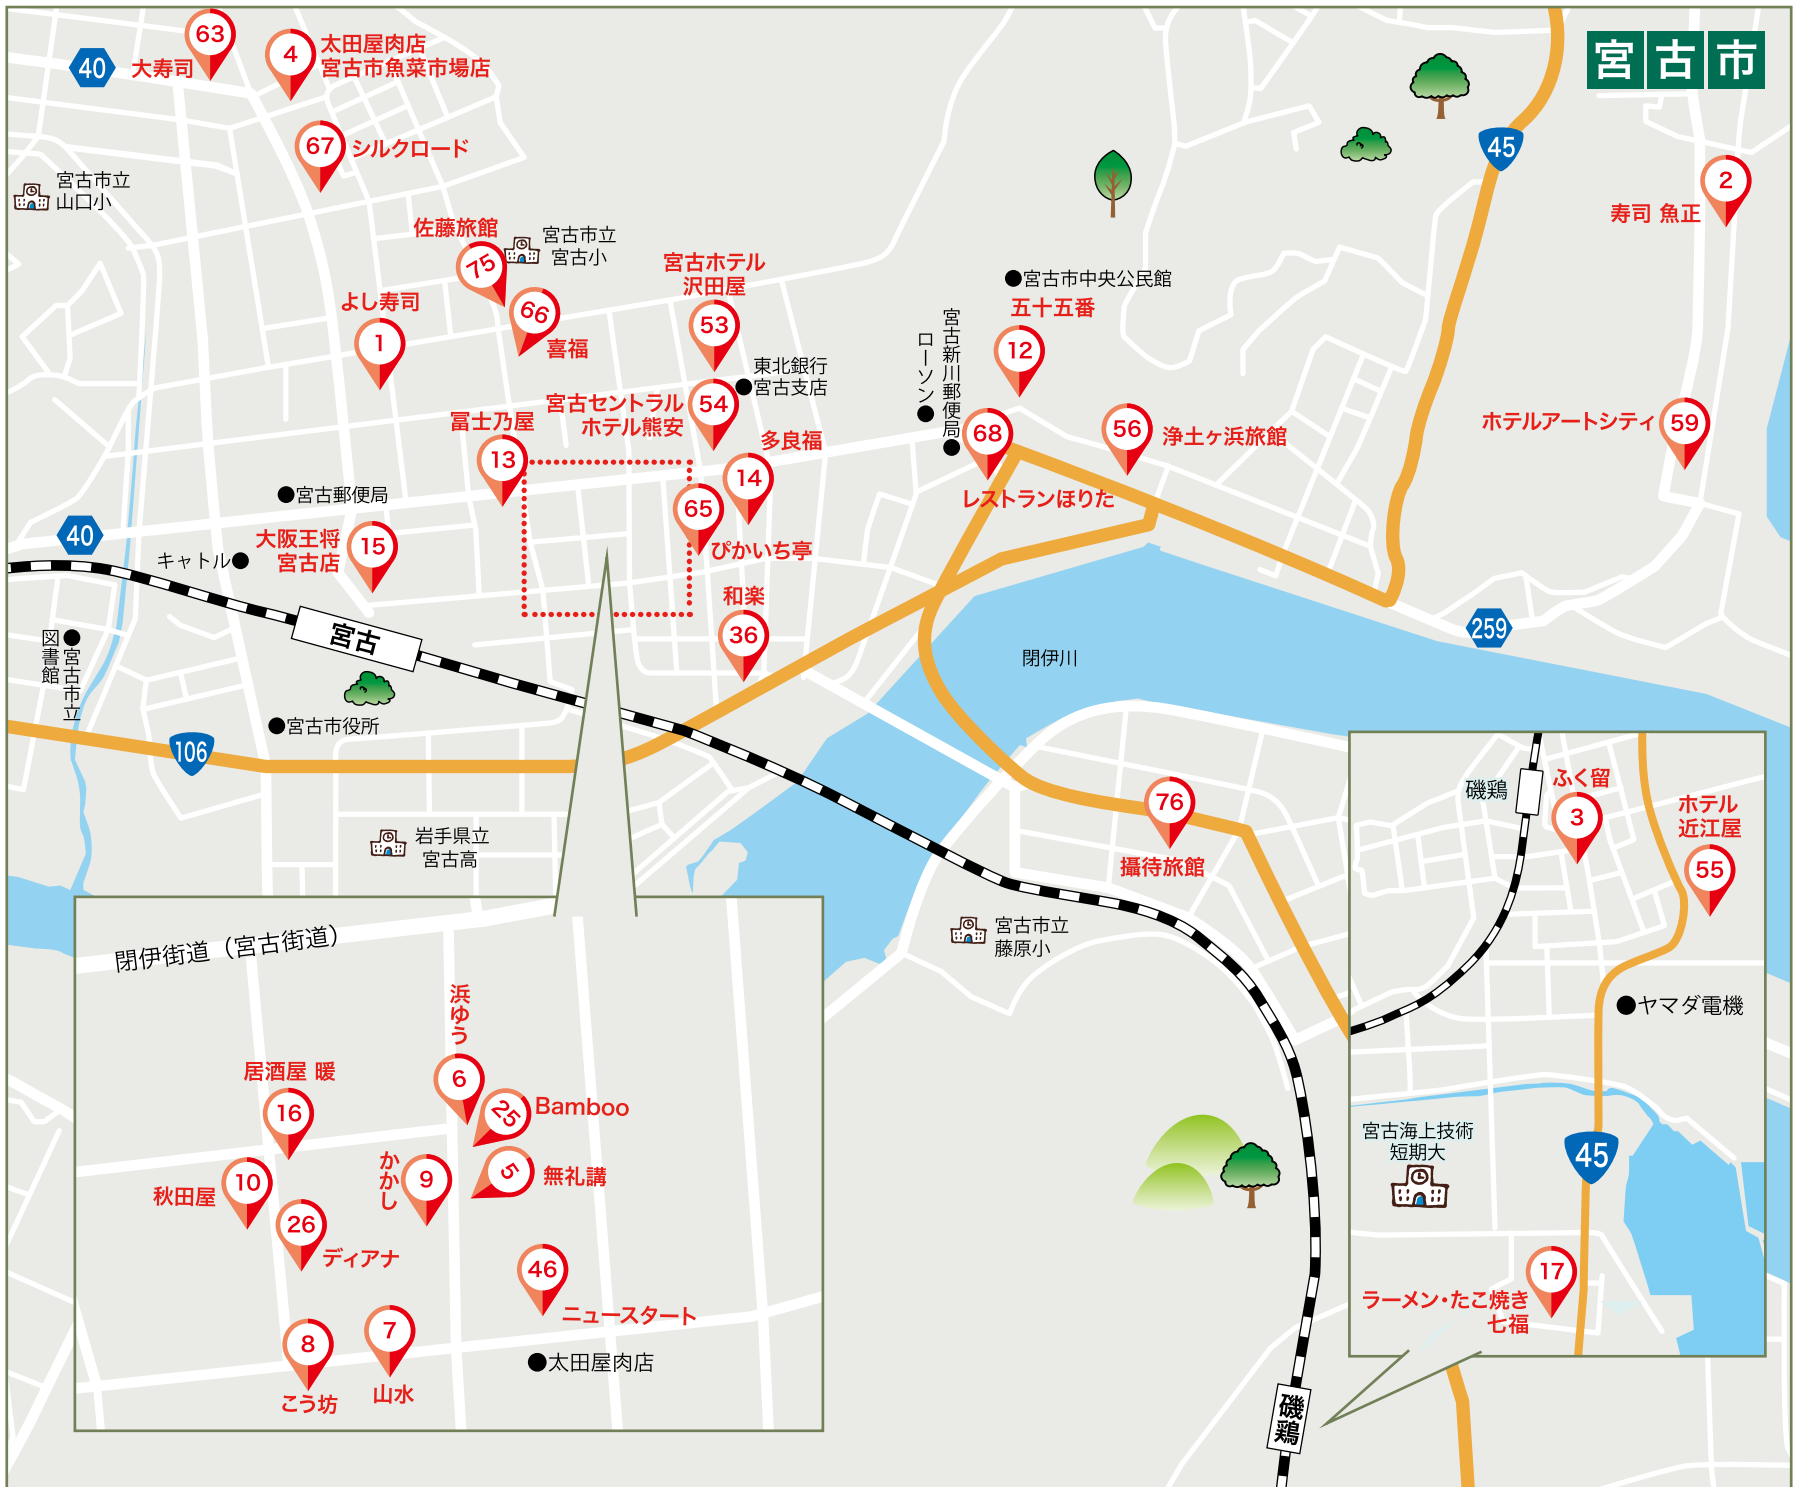 宮古市
63
大寿司
4
太田屋肉店
宮古市魚菜市場店
40
67
シルクロード
45
2
寿司 魚正
宮古市立
山口小
佐藤旅館
75
宮古市立
宮古小
66
喜福
よし寿司
1
宮古ホテル
沢田屋
53
東北銀行
宮古支店
宮古セントラル
ホテル熊安
54
宮古市中央公民館
五十五番
12
宮古新川郵便局
ローソン
68
レストランほりた
56
浄土ヶ浜旅館
ホテルアートシティ
59
冨士乃屋
13
多良福
14
65
ぴかいち亭
宮古郵便局
40
キャトル
大阪王将
宮古店
15
和楽
36
宮古
宮古市立
図書館
宮古市役所
106
閉伊川
259
岩手県立
宮古高
76
攝待旅館
宮古市立
藤原小
磯鶏
閉伊街道（宮古街道）
浜ゆう
6
25
Bamboo
居酒屋 暖
16
かかし
9
5
無礼講
秋田屋
10
26
ディアナ
46
ニュースタート
8
こう坊
7
山水
太田屋肉店
磯鶏
ふく留
3
ホテル
近江屋
55
ヤマダ電機
宮古海上技術
短期大
45
17
ラーメン・たこ焼き
七福